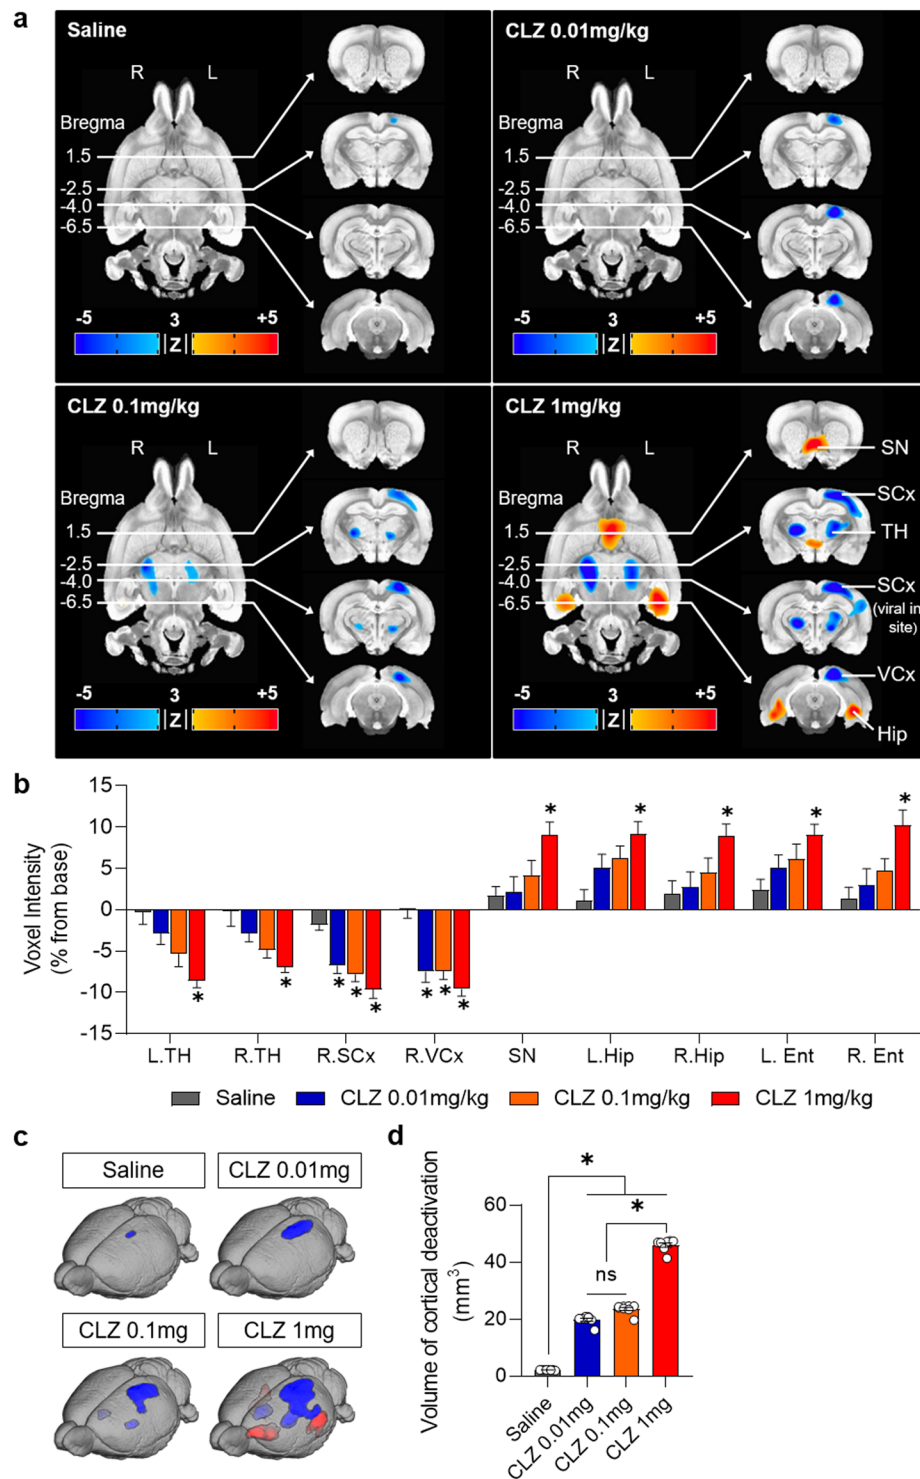 a
Saline
R L
Bregma
1.5
-2.5
-4.0
-6.5
-5 3 +5
|Z|
CLZ 0.01mg/kg
R L
Bregma
1.5
-2.5
-4.0
-6.5
-5 3 +5
|Z|
CLZ 0.1mg/kg
R L
Bregma
1.5
-2.5
-4.0
-6.5
-5 3 +5
|Z|
CLZ 1mg/kg
R L
Bregma
1.5
-2.5
-4.0
-6.5
-5 3 +5
|Z|
SN
SCx
TH
SCx
(viral in
site)
VCx
Hip
b
Voxel Intensity
(% from base)
15
10
5
0
-5
-10
-15
* * * * * * * * * * * * *
L.TH R.TH R.SCx R.VCx SN L.Hip R.Hip L. Ent R. Ent
Saline CLZ 0.01mg/kg CLZ 0.1mg/kg CLZ 1mg/kg
c
Saline CLZ 0.01mg
CLZ 0.1mg CLZ 1mg
d
Volume of cortical deactivation
(mm³)
60
40
20
0
*
*
ns
Saline
CLZ 0.01mg
CLZ 0.1mg
CLZ 1mg